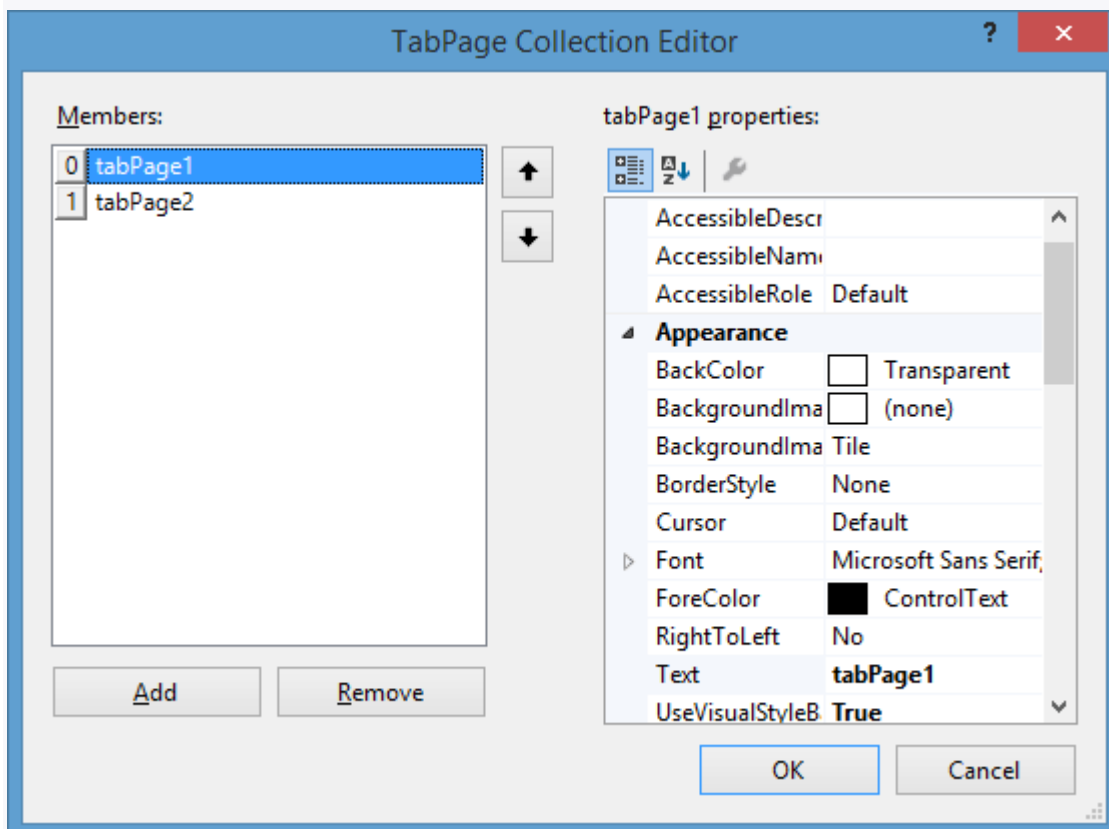 TabPage Collection Editor
?
Members:
tabPage1 properties:
0 tabPage1
1 tabPage2
AccessibleDescr
AccessibleNam
AccessibleRole Default
Appearance
BackColor Transparent
BackgroundIma (none)
BackgroundIma Tile
BorderStyle None
Cursor Default
Font Microsoft Sans Serif;
ForeColor ControlText
RightToLeft No
Text tabPage1
UseVisualStyleB True
Add Remove
OK Cancel